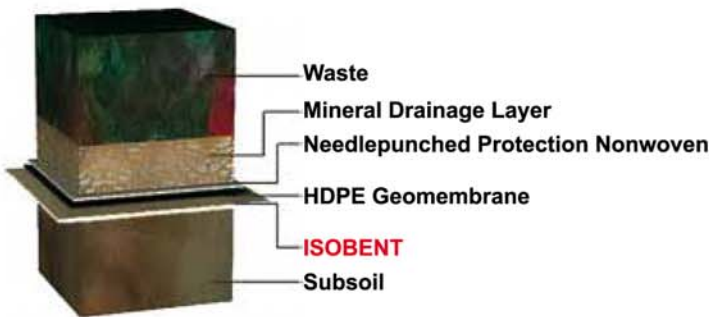 Waste
Mineral Drainage Layer
Needlepunched Protection Nonwoven
HDPE Geomembrane
ISOBENT
Subsoil